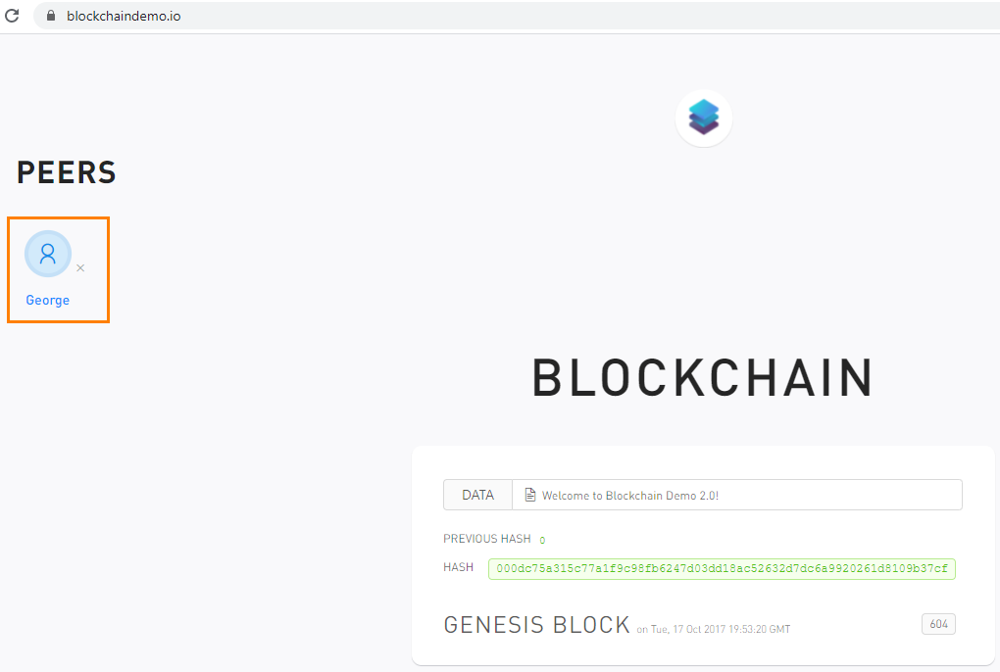 blockchaindemo.io
PEERS
George
BLOCKCHAIN
DATA Welcome to Blockchain Demo 2.0!
PREVIOUS HASH 0
HASH 000dc75a315c77a1f9c98fb6247d03dd18ac52632d7dc6a9920261d8109b37cf
GENESIS BLOCK on Tue, 17 Oct 2017 19:53:20 GMT 604